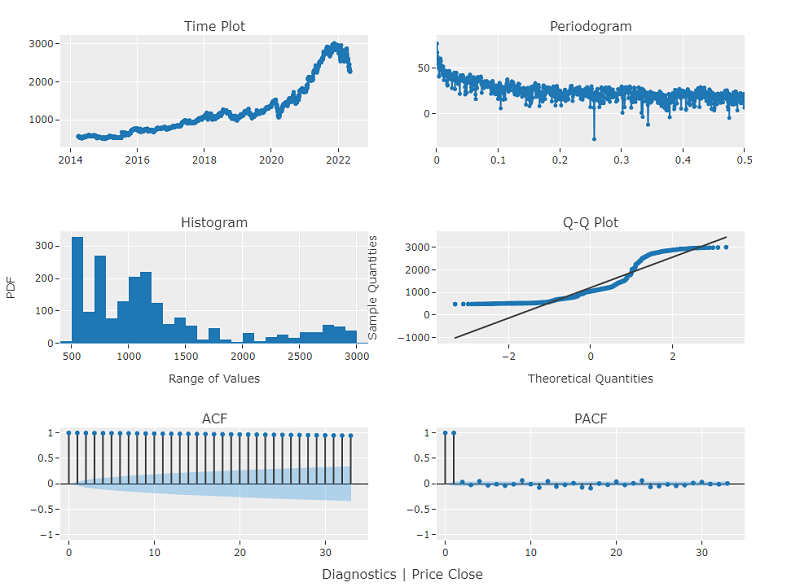 Time Plot
Periodogram
3000
2000
1000
2014 2016 2018 2020 2022
50
0
0 0.1 0.2 0.3 0.4 0.5
Histogram
Q-Q Plot
PDF
300
200
100
0
500 1000 1500 2000 2500 3000
Range of Values
Sample Quantities
3000
2000
1000
0
−1000
−2 0 2
Theoretical Quantities
ACF
PACF
1
0.5
0
−0.5
−1
0 10 20 30
1
0.5
0
−0.5
−1
0 10 20 30
Diagnostics | Price Close